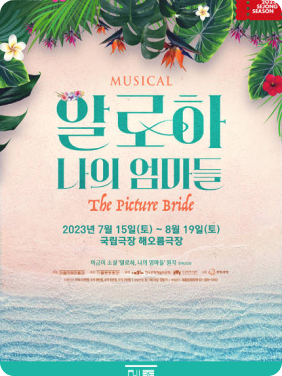 SEJONG
SEASON
MUSICAL
알로하
나의 엄마들
The Picture Bride
2023년 7월 15일(토) ~ 8월 19일(토)
국립극장 해오름극장
이금이 소설 '알로하, 나의 엄마들' 원작